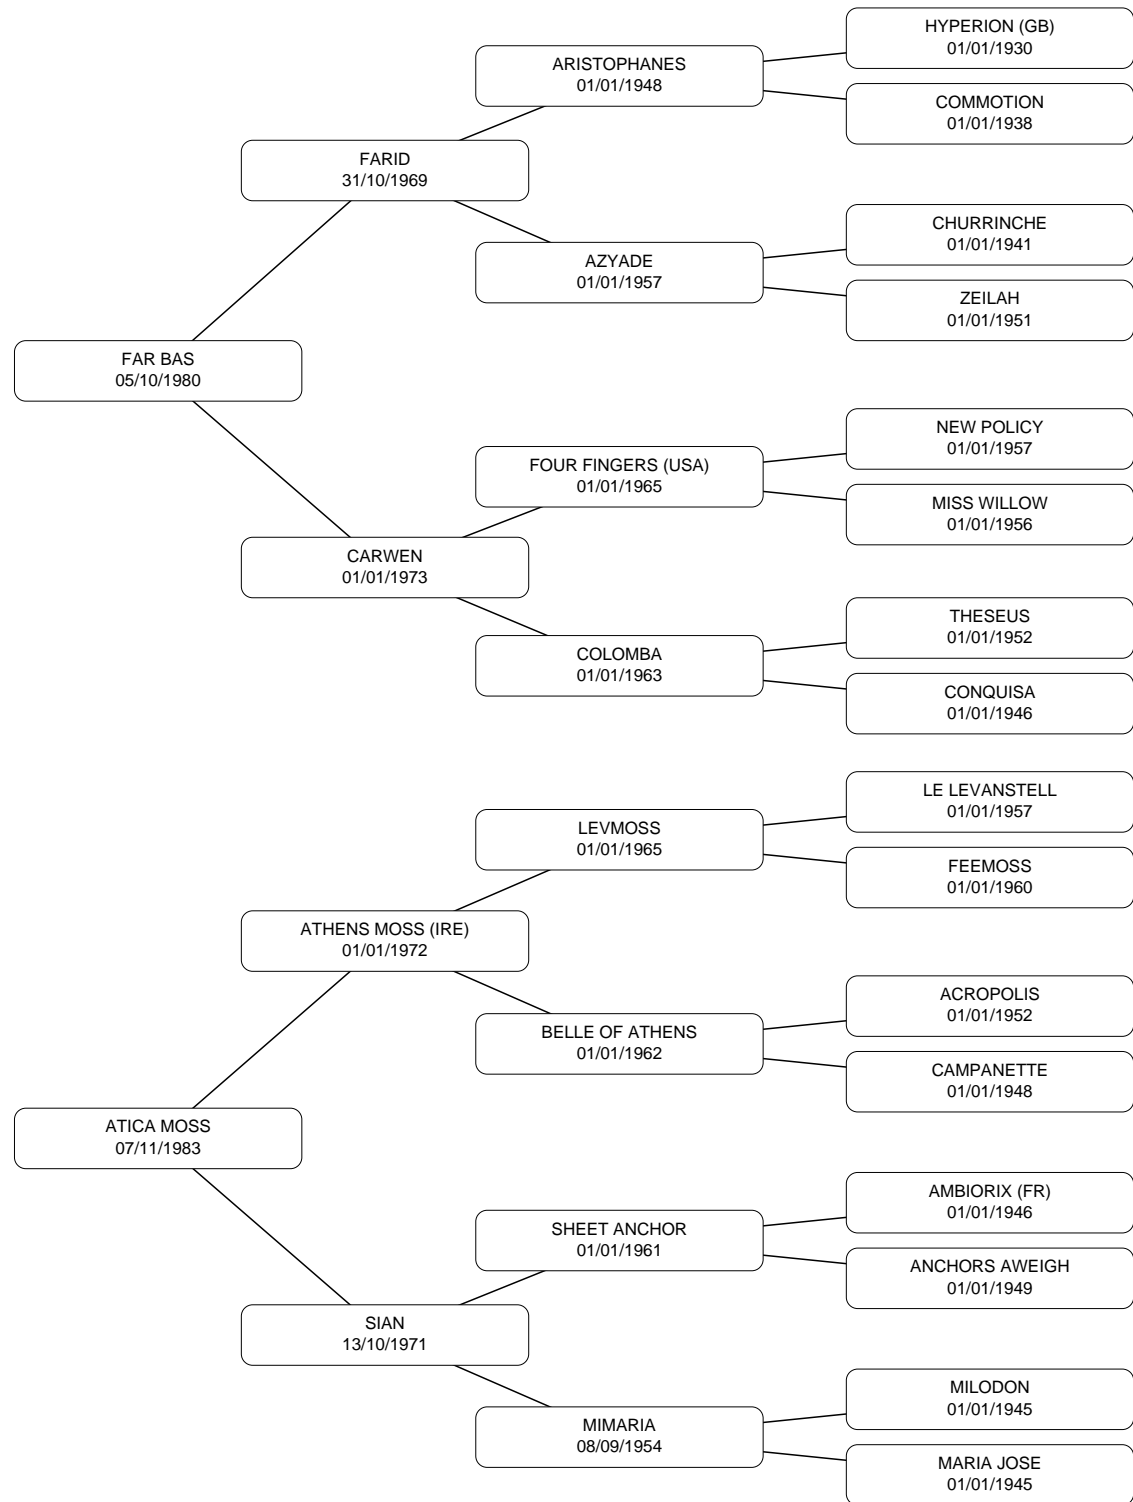 HYPERION (GB)
01/01/1930
ARISTOPHANES
01/01/1948
COMMOTION
01/01/1938
FARID
31/10/1969
CHURRINCHE
01/01/1941
AZYADE
01/01/1957
ZEILAH
01/01/1951
FAR BAS
05/10/1980
NEW POLICY
01/01/1957
FOUR FINGERS (USA)
01/01/1965
MISS WILLOW
01/01/1956
CARWEN
01/01/1973
THESEUS
01/01/1952
COLOMBA
01/01/1963
CONQUISA
01/01/1946
LE LEVANSTELL
01/01/1957
LEVMOSS
01/01/1965
FEEMOSS
01/01/1960
ATHENS MOSS (IRE)
01/01/1972
ACROPOLIS
01/01/1952
BELLE OF ATHENS
01/01/1962
CAMPANETTE
01/01/1948
ATICA MOSS
07/11/1983
AMBIORIX (FR)
01/01/1946
SHEET ANCHOR
01/01/1961
ANCHORS AWEIGH
01/01/1949
SIAN
13/10/1971
MILODON
01/01/1945
MIMARIA
08/09/1954
MARIA JOSE
01/01/1945